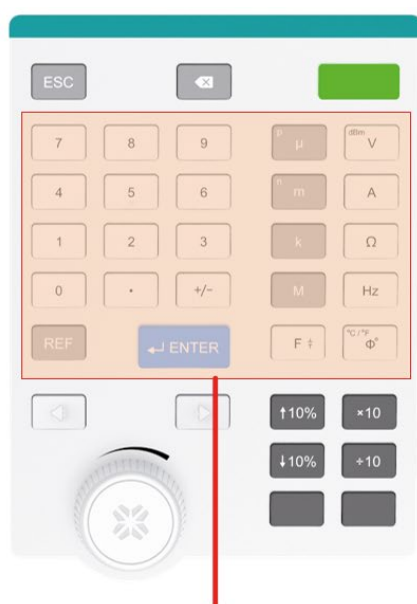 ESC
7 8 9 p µ dBm V
4 5 6 n m A
1 2 3 k Ω
0 · +/− M Hz
REF ↵ ENTER F °C / °F Φ°
↑10% ×10
↓10% ÷10